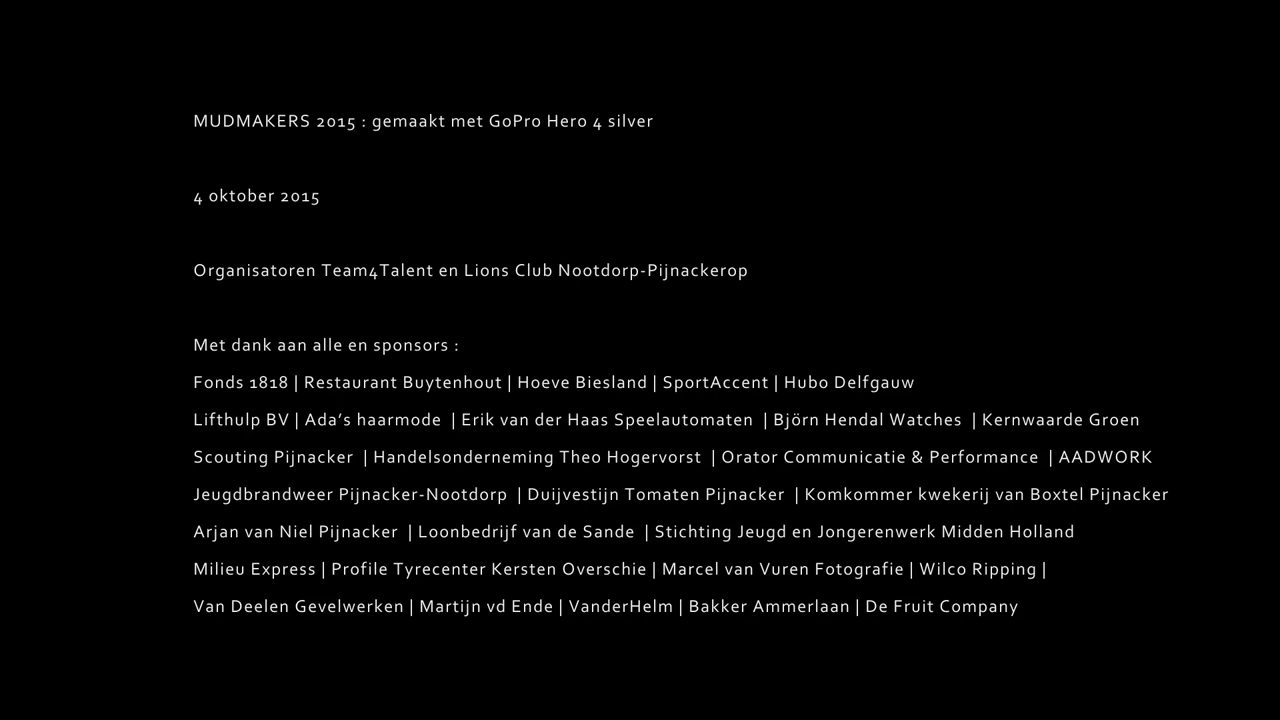 MUDMAKERS 2015 : gemaakt met GoPro Hero 4 silver
4 oktober 2015
Organisatoren Team4Talent en Lions Club Nootdorp-Pijnackerop
Met dank aan alle en sponsors :
Fonds 1818 | Restaurant Buytenhout | Hoeve Biesland | SportAccent | Hubo Delfgauw
Lifthulp BV | Ada’s haarmode | Erik van der Haas Speelautomaten | Björn Hendal Watches | Kernwaarde Groen
Scouting Pijnacker | Handelsonderneming Theo Hogervorst | Orator Communicatie & Performance | AADWORK
Jeugdbrandweer Pijnacker-Nootdorp | Duijvestijn Tomaten Pijnacker | Komkommer kwekerij van Boxtel Pijnacker
Arjan van Niel Pijnacker | Loonbedrijf van de Sande | Stichting Jeugd en Jongerenwerk Midden Holland
Milieu Express | Profile Tyrecenter Kersten Overschie | Marcel van Vuren Fotografie | Wilco Ripping |
Van Deelen Gevelwerken | Martijn vd Ende | VanderHelm | Bakker Ammerlaan | De Fruit Company